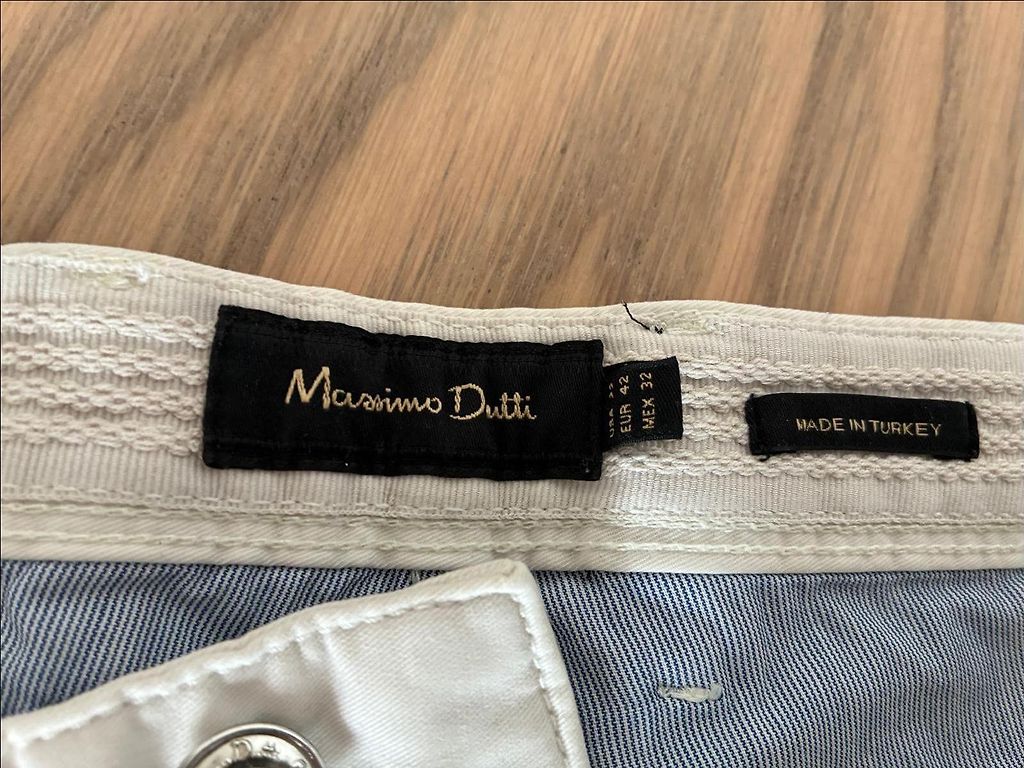 Massimo Dutti
EUR 42
MEX 32
MADE IN TURKEY